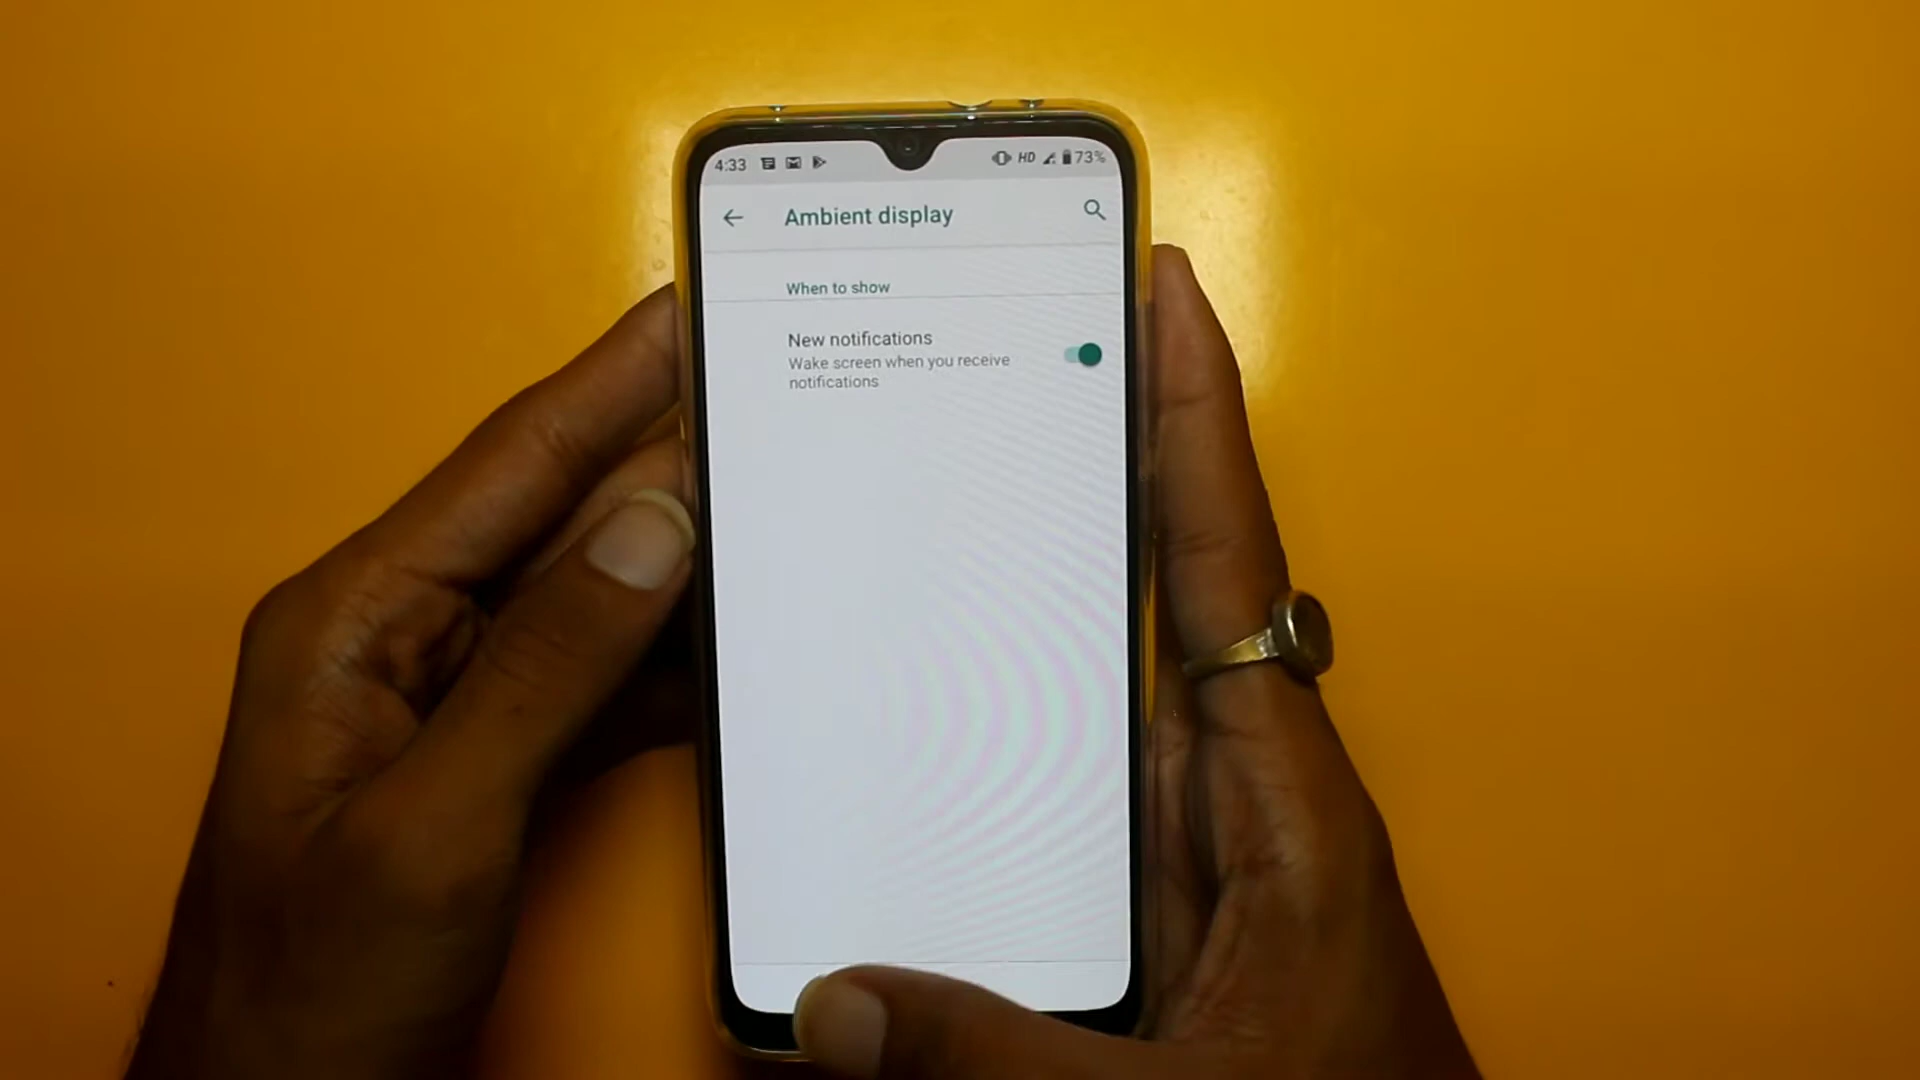 4:33 HD 73%
Ambient display
When to show
New notifications
Wake screen when you receive
notifications